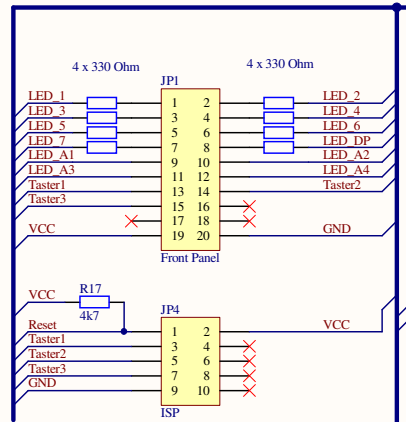 4 x 330 Ohm
4 x 330 Ohm
JP1
LED_1 1 2 LED_2
LED_3 3 4 LED_4
LED_5 5 6 LED_6
LED_7 7 8 LED_DP
LED_A1 9 10 LED_A2
LED_A3 11 12 LED_A4
Taster1 13 14 Taster2
Taster3 15 16
17 18
VCC 19 20 GND
Front Panel
VCC R17
4k7
JP4
Reset 1 2 VCC
Taster1 3 4
Taster2 5 6
Taster3 7 8
GND 9 10
ISP